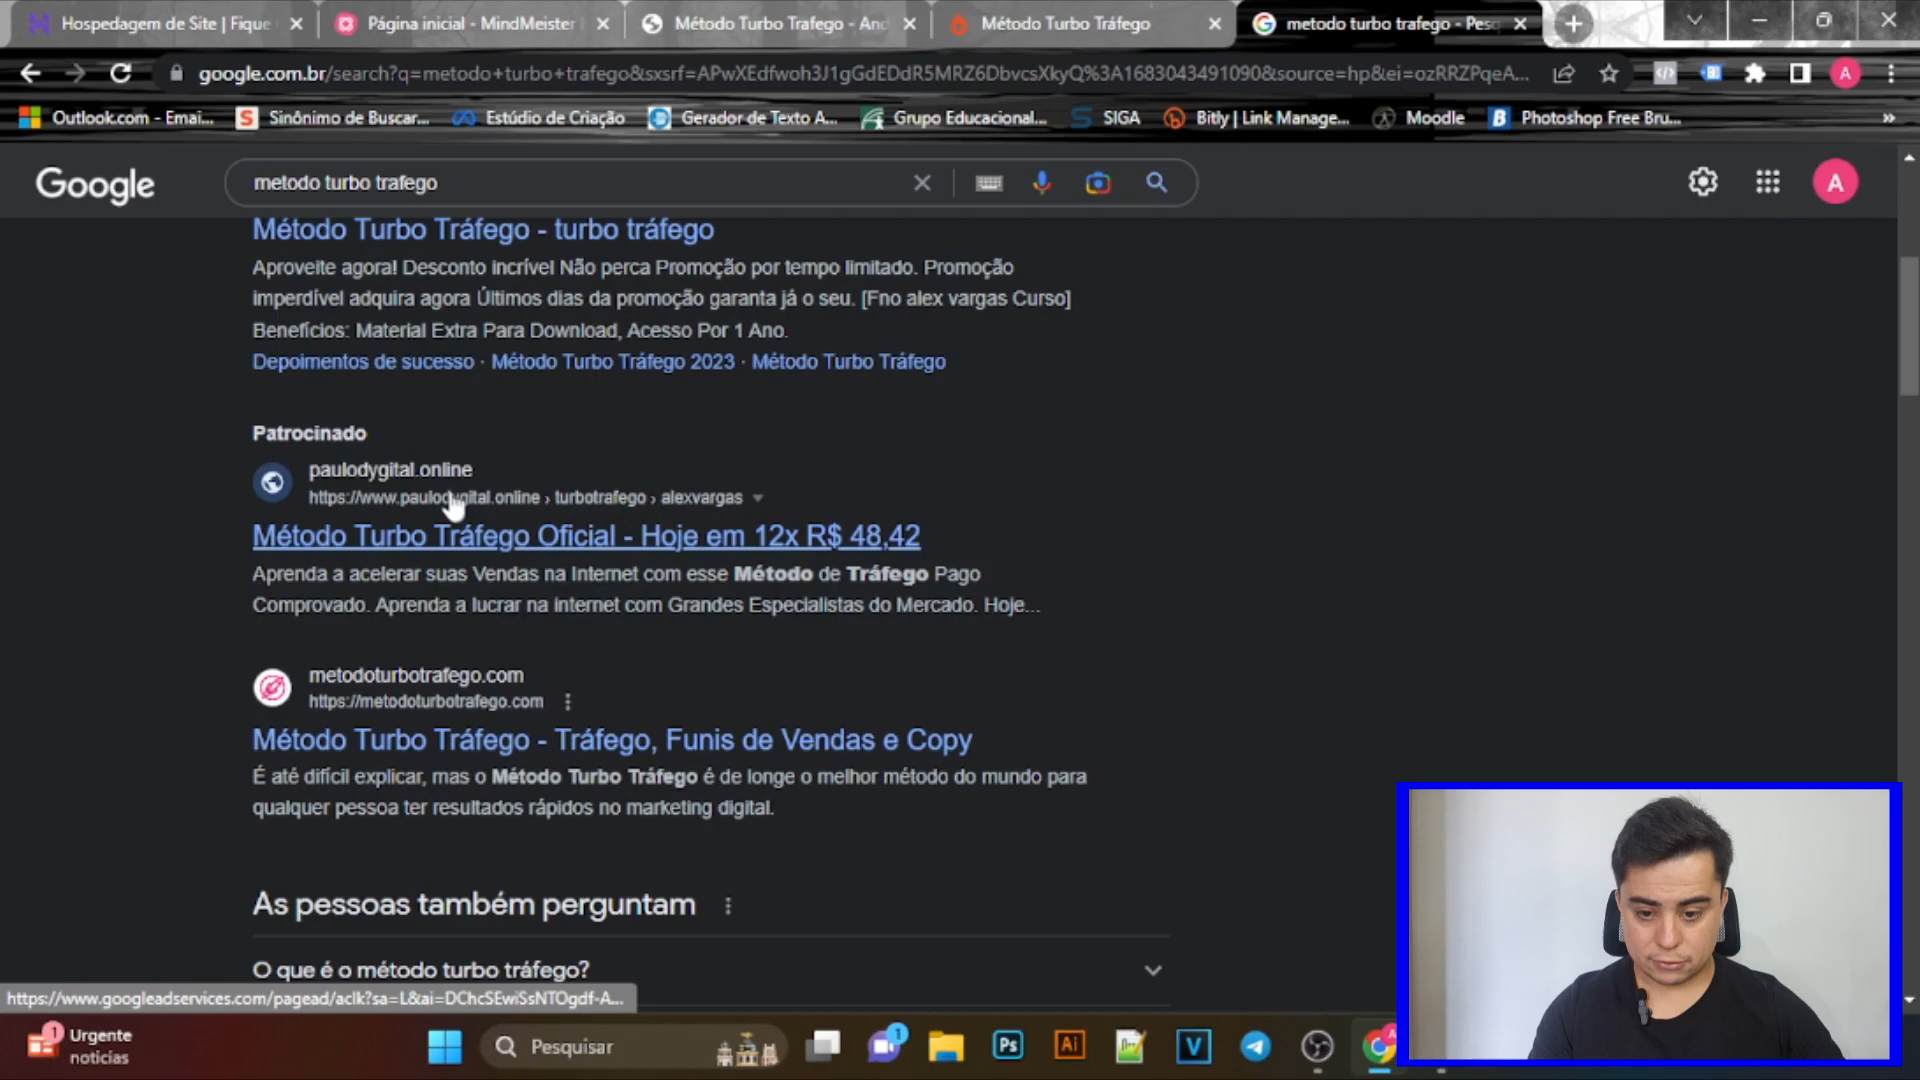 Hospedagem de Site | Fique
Página inicial - MindMeister
Método Turbo Trafego - And
Método Turbo Tráfego
metodo turbo trafego - Pesq
google.com.br/search?q=metodo+turbo+trafego&sxsrf=APwXEdfwoh3J1gGdEDdR5MRZ6DbvcsXkyQ%3A1683043491090&source=hp&ei=ozRRZPqeA...
A
Outlook.com - Emai...
Sinônimo de Buscar...
Estúdio de Criação
Gerador de Texto A...
Grupo Educacional...
SIGA
Bitly | Link Manage...
Moodle
Photoshop Free Bru...
»
Google
metodo turbo trafego
A
Método Turbo Tráfego - turbo tráfego
Aproveite agora! Desconto incrível Não perca Promoção por tempo limitado. Promoção
imperdível adquira agora Últimos dias da promoção garanta já o seu. [Fno alex vargas Curso]
Benefícios: Material Extra Para Download, Acesso Por 1 Ano.
Depoimentos de sucesso · Método Turbo Tráfego 2023 · Método Turbo Tráfego
Patrocinado
paulodygital.online
https://www.paulodygital.online › turbotrafego › alexvargas
Método Turbo Tráfego Oficial - Hoje em 12x R$ 48,42
Aprenda a acelerar suas Vendas na Internet com esse Método de Tráfego Pago
Comprovado. Aprenda a lucrar na internet com Grandes Especialistas do Mercado. Hoje...
metodoturbotrafego.com
https://metodoturbotrafego.com
Método Turbo Tráfego - Tráfego, Funis de Vendas e Copy
É até difícil explicar, mas o Método Turbo Tráfego é de longe o melhor método do mundo para
qualquer pessoa ter resultados rápidos no marketing digital.
As pessoas também perguntam
O que é o método turbo tráfego?
https://www.googleadservices.com/pagead/aclk?sa=L&ai=DChcSEwiSsNTOgdf-A...
1
Urgente
notícias
Pesquisar
1
Ps
Ai
V